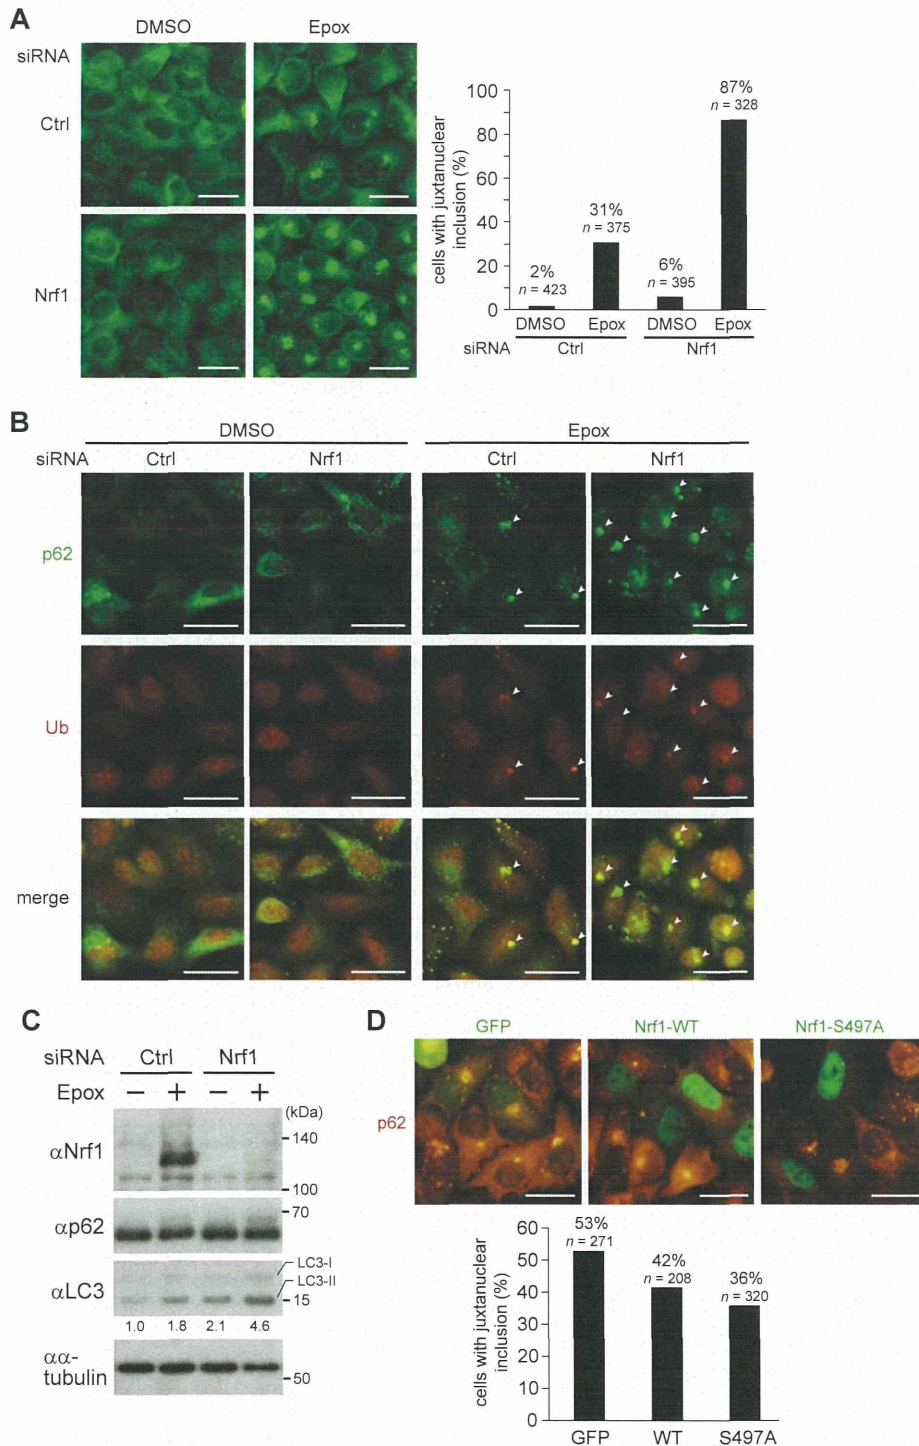 A
DMSO Epox
siRNA
Ctrl
Nrf1
cells with juxtanuclear
inclusion (%)
100
80
60
40
20
0
2%
n = 423
31%
n = 375
6%
n = 395
87%
n = 328
DMSO Epox DMSO Epox
siRNA Ctrl Nrf1
B
DMSO Epox
siRNA Ctrl Nrf1 Ctrl Nrf1
p62
Ub
merge
C
siRNA Ctrl Nrf1
Epox − + − +
(kDa)
αNrf1
140
100
αp62
70
αLC3
LC3-I
LC3-II
15
1.0 1.8 2.1 4.6
αα-
tubulin
50
D
GFP Nrf1-WT Nrf1-S497A
p62
cells with juxtanuclear
inclusion (%)
60
50
40
30
20
10
0
53%
n = 271
42%
n = 208
36%
n = 320
GFP WT S497A